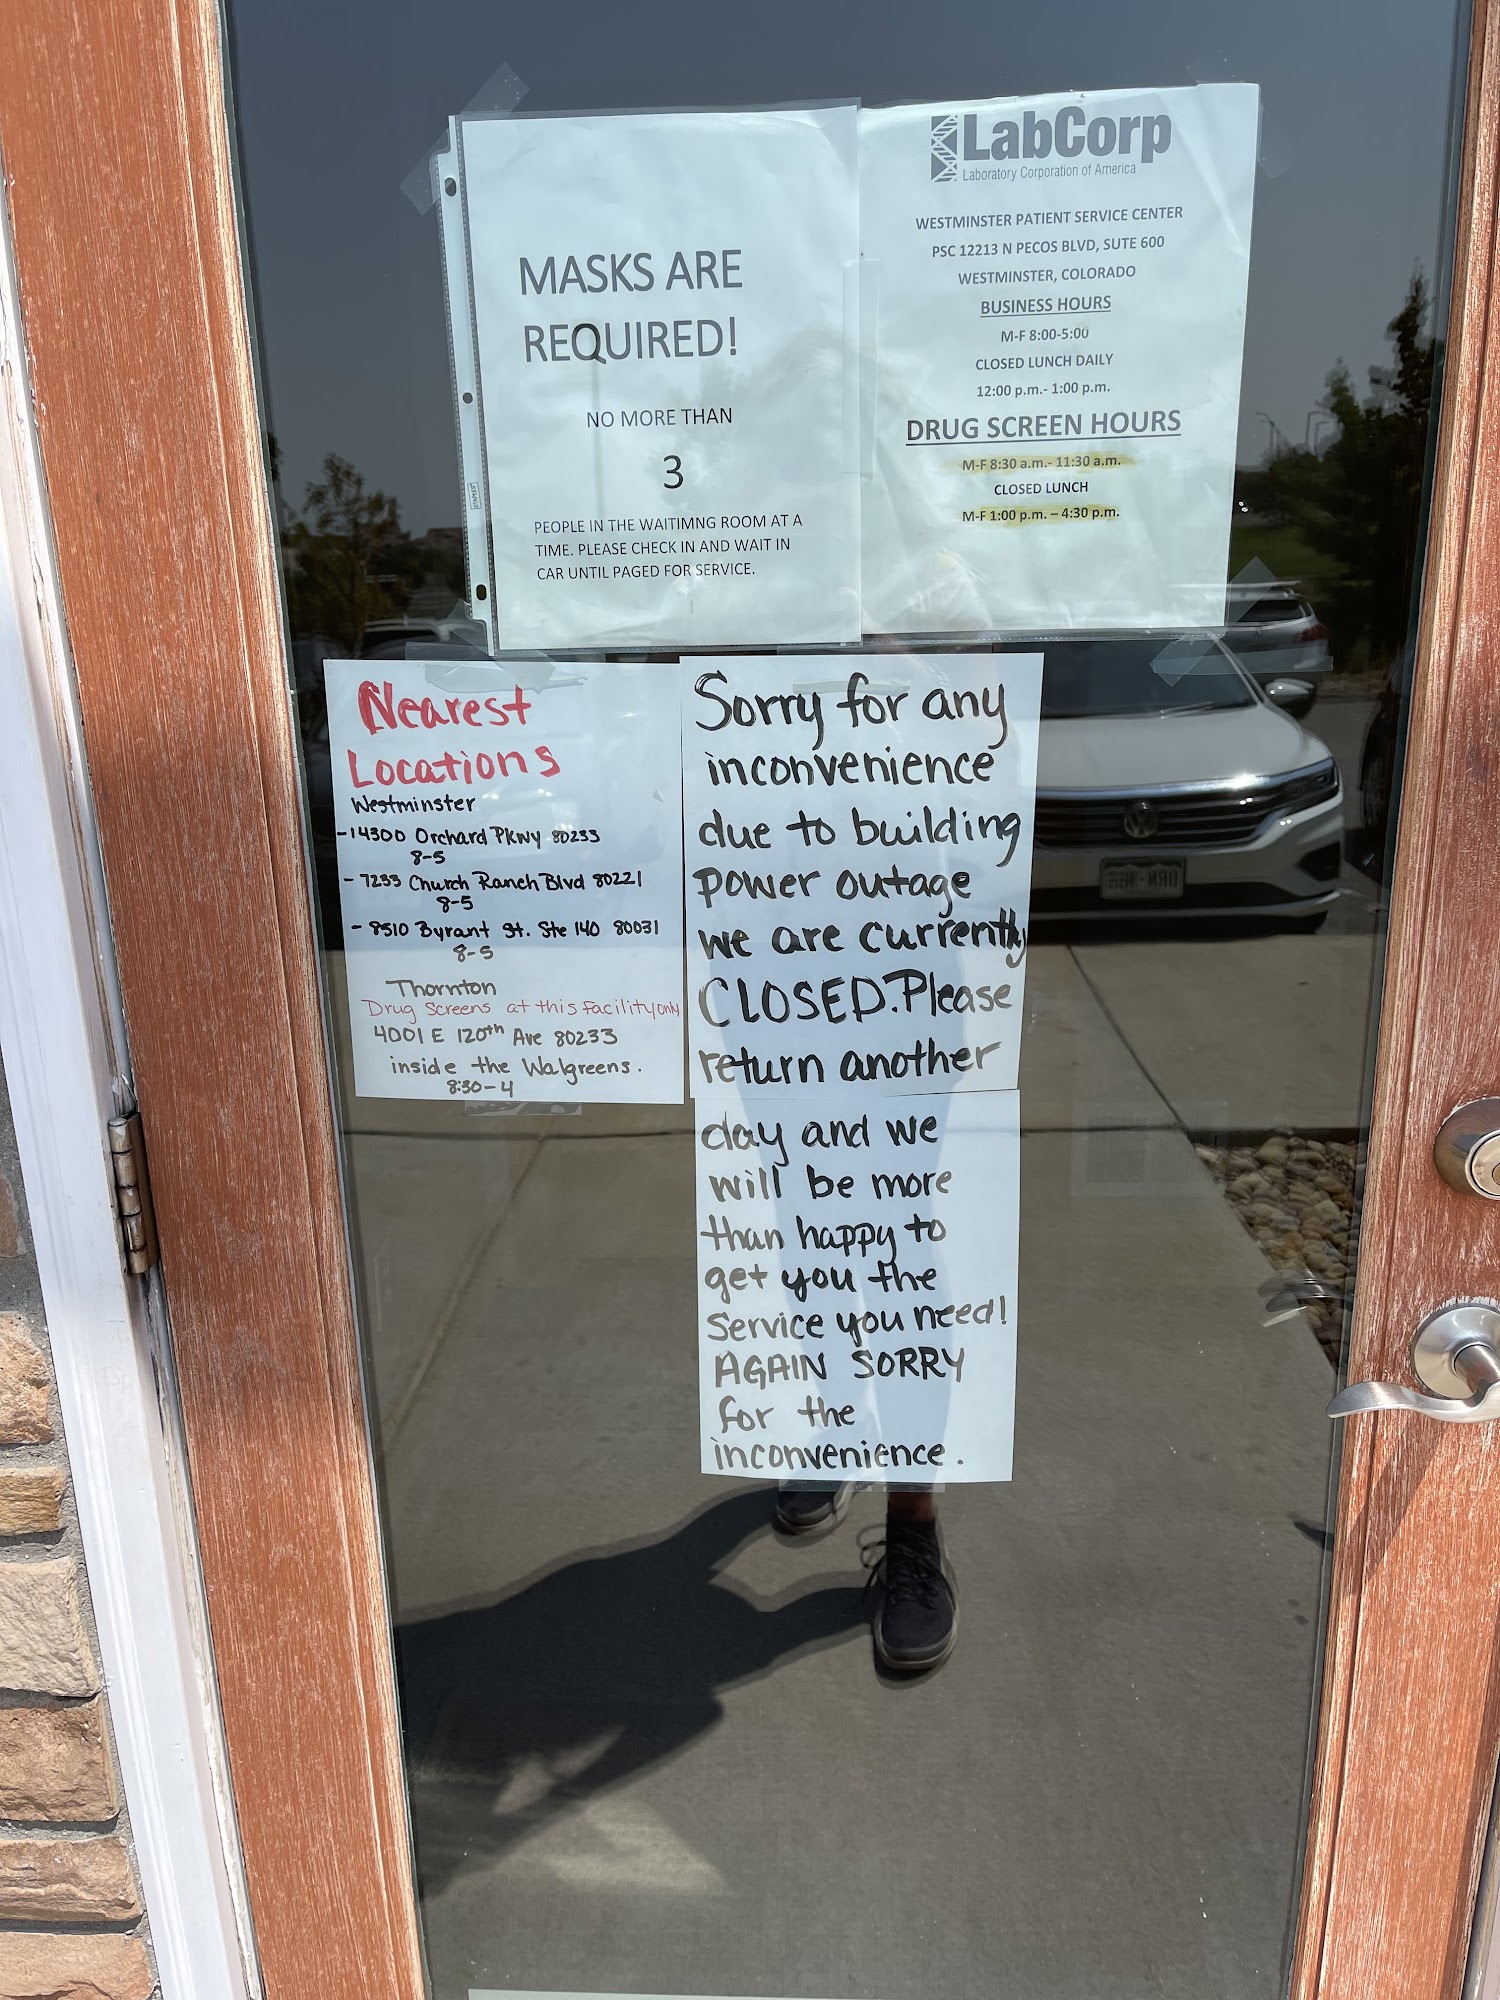 MASKS ARE
REQUIRED!
NO MORE THAN
3
PEOPLE IN THE WAITIMNG ROOM AT A
TIME. PLEASE CHECK IN AND WAIT IN
CAR UNTIL PAGED FOR SERVICE.
STAPLES
LabCorp
Laboratory Corporation of America
WESTMINSTER PATIENT SERVICE CENTER
PSC 12213 N PECOS BLVD, SUTE 600
WESTMINSTER, COLORADO
BUSINESS HOURS
M-F 8:00-5:00
CLOSED LUNCH DAILY
12:00 p.m.- 1:00 p.m.
DRUG SCREEN HOURS
M-F 8:30 a.m.- 11:30 a.m.
CLOSED LUNCH
M-F 1:00 p.m. – 4:30 p.m.
Nearest
Locations
Westminster
-14300 Orchard PKwy 80233
8-5
- 7233 Church Ranch Blvd 80221
8-5
- 8510 Byrant St. Ste 140 80031
8-5
Thornton
Drug Screens at this Facility only
4001 E 120th Ave 80233
inside the Walgreens.
8:30-4
Sorry for any
inconvenience
due to building
power outage
we are currently
CLOSED. Please
return another
day and we
will be more
than happy to
get you the
service you need!
AGAIN SORRY
for the
inconvenience.